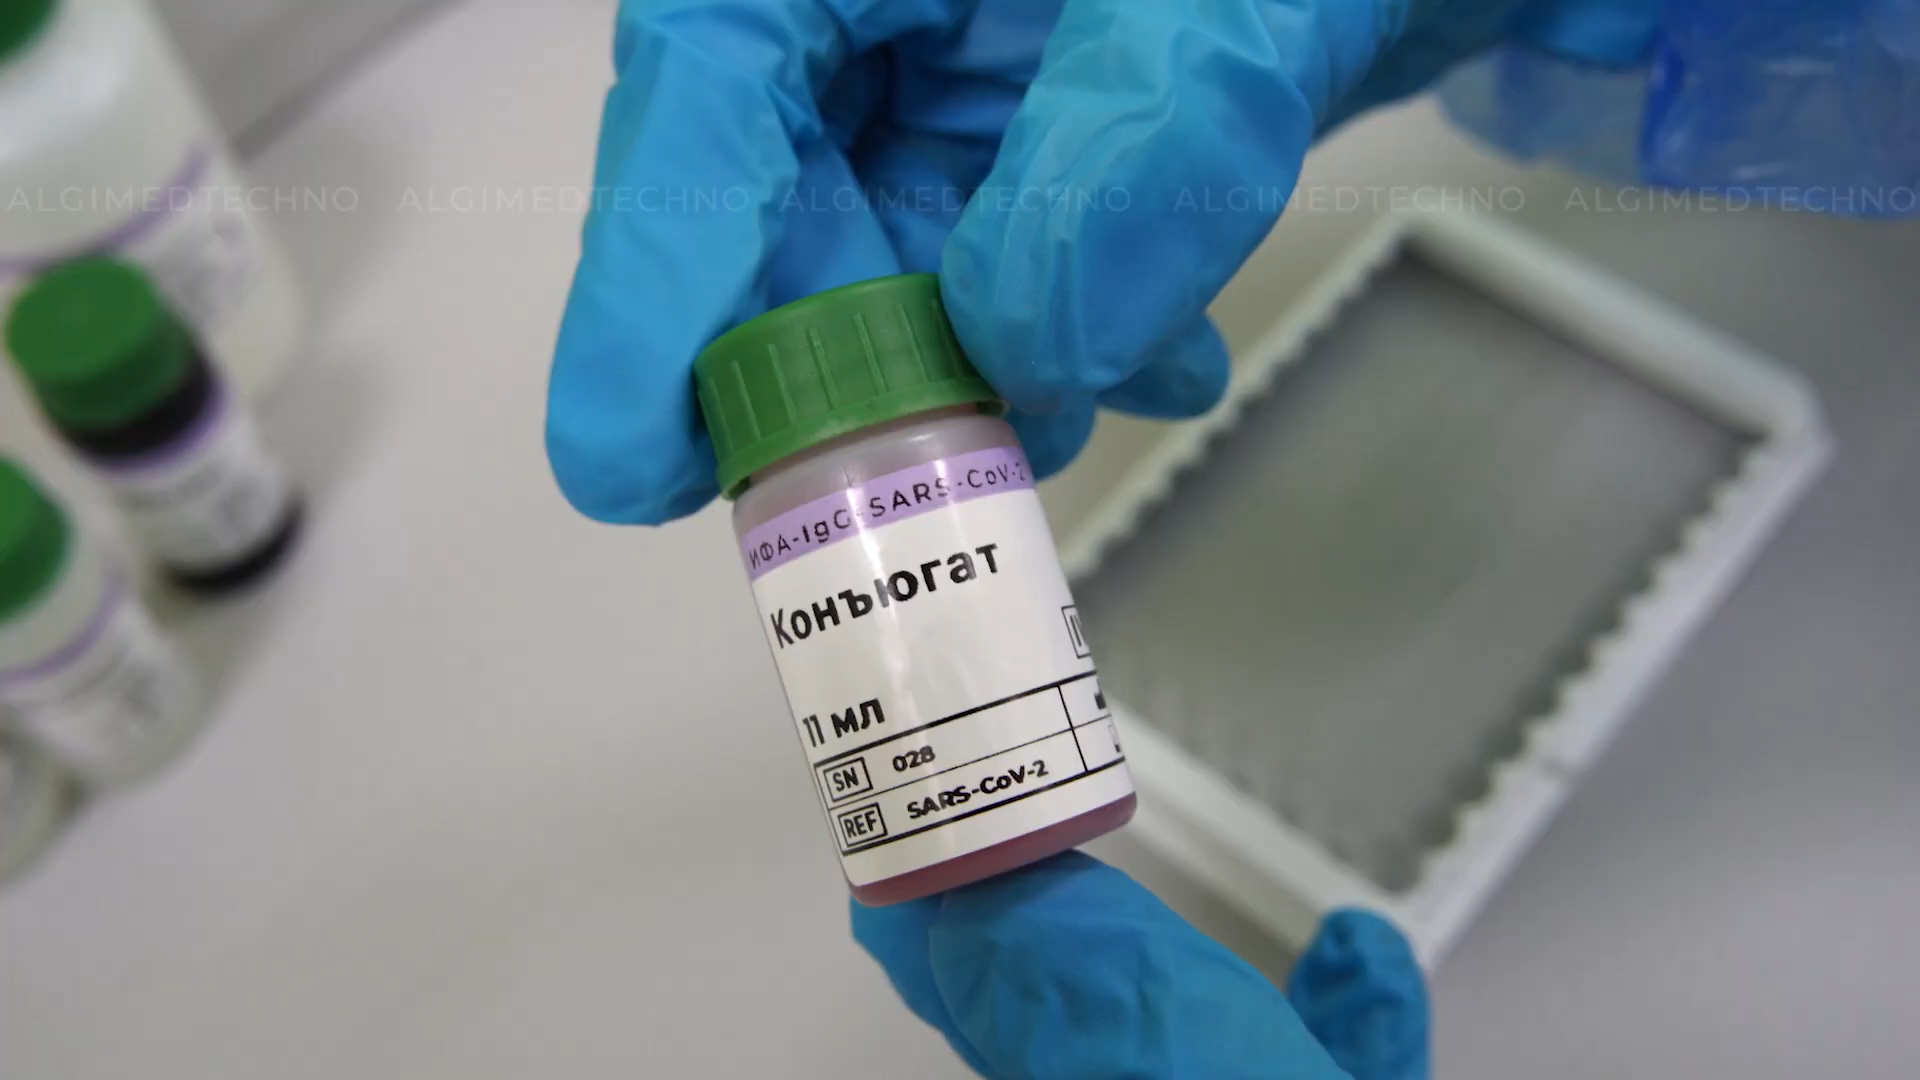 ALGIMEDTECHNO ALGIMEDTECHNO ALGIMEDTECHNO ALGIMEDTECHNO ALGIMEDTECHNO
ИФА-IgG-SARS-CoV-2
Конъюгат
11 мл
SN 028
REF SARS-CoV-2